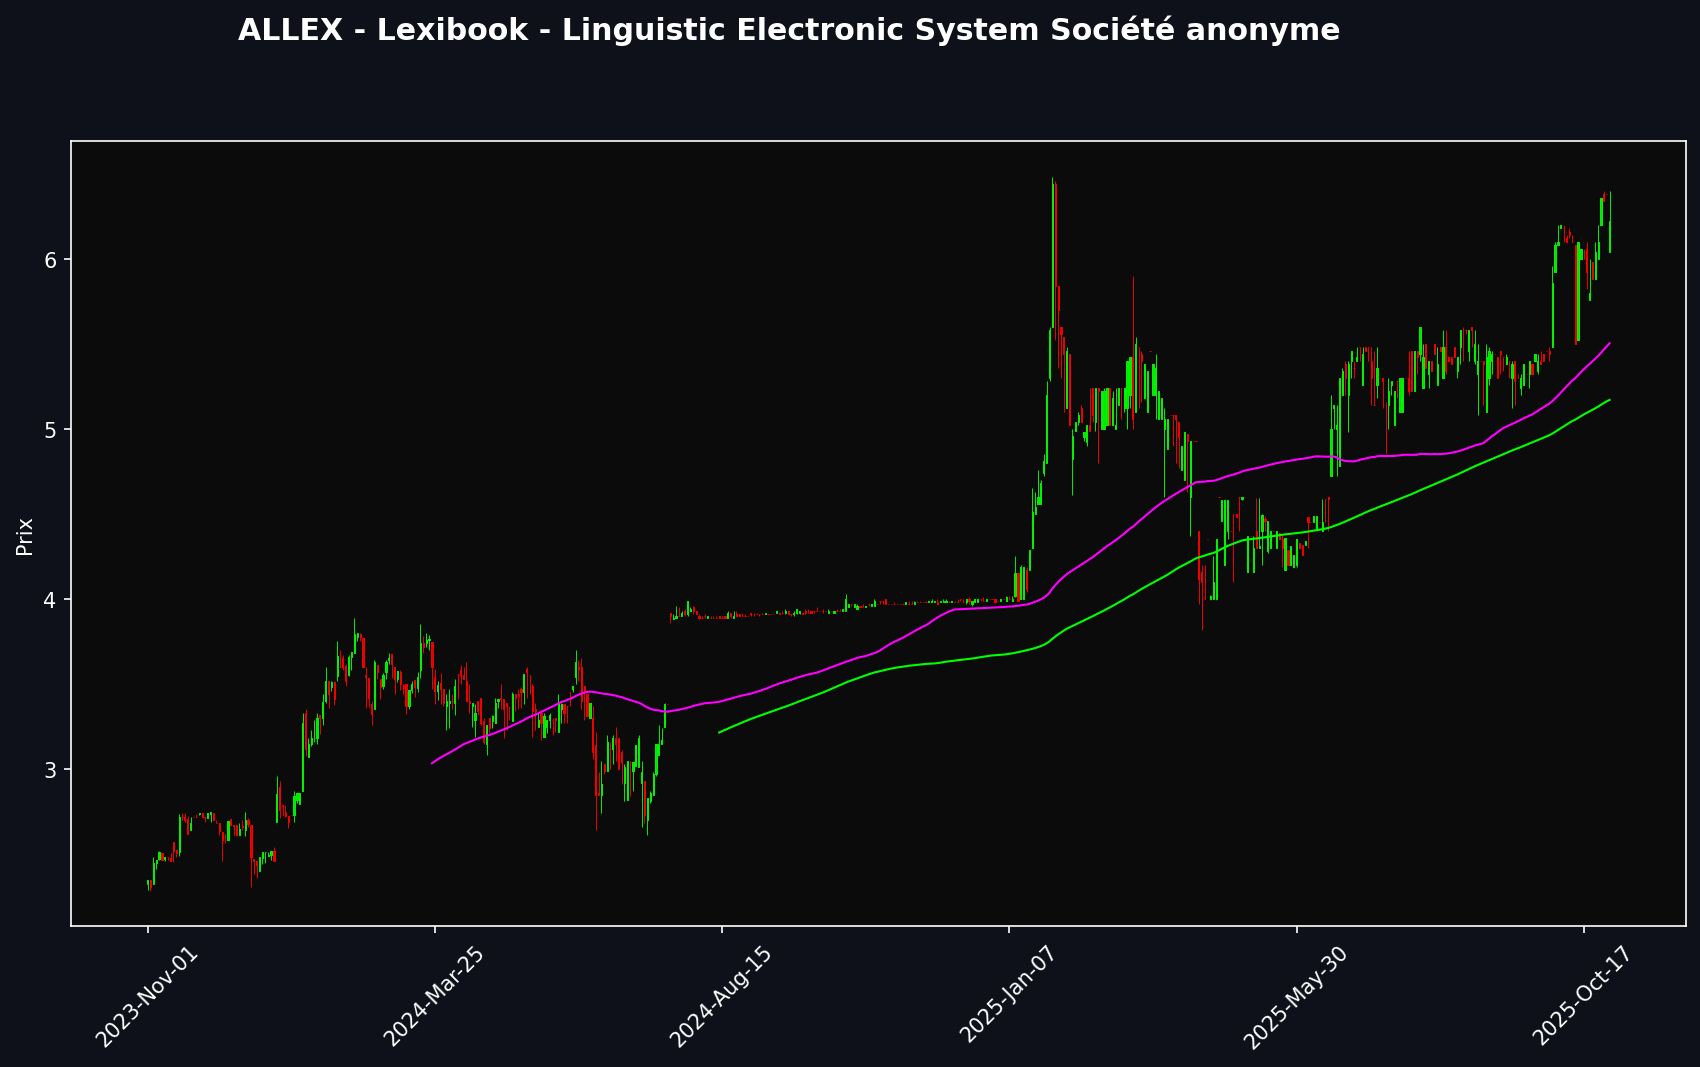 ALLEX - Lexibook - Linguistic Electronic System Société anonyme
Prix
6
5
4
3
2023-Nov-01
2024-Mar-25
2024-Aug-15
2025-Jan-07
2025-May-30
2025-Oct-17